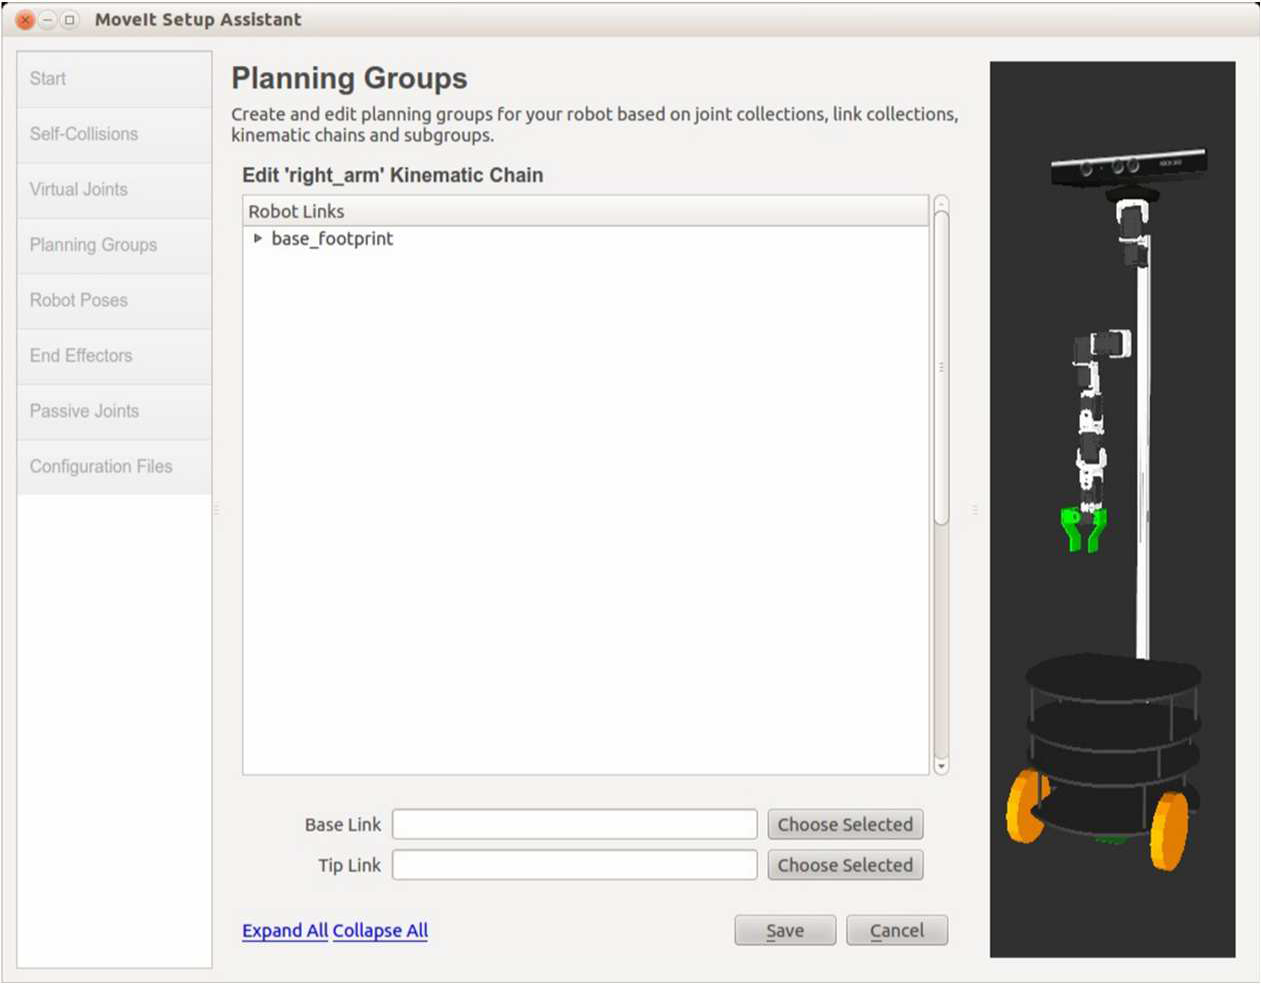 MoveIt Setup Assistant
Start
Self-Collisions
Virtual Joints
Planning Groups
Robot Poses
End Effectors
Passive Joints
Configuration Files
Planning Groups
Create and edit planning groups for your robot based on joint collections, link collections,
kinematic chains and subgroups.
Edit 'right_arm' Kinematic Chain
Robot Links
base_footprint
Base Link
Choose Selected
Tip Link
Choose Selected
Expand All Collapse All
Save
Cancel
XBOX 360